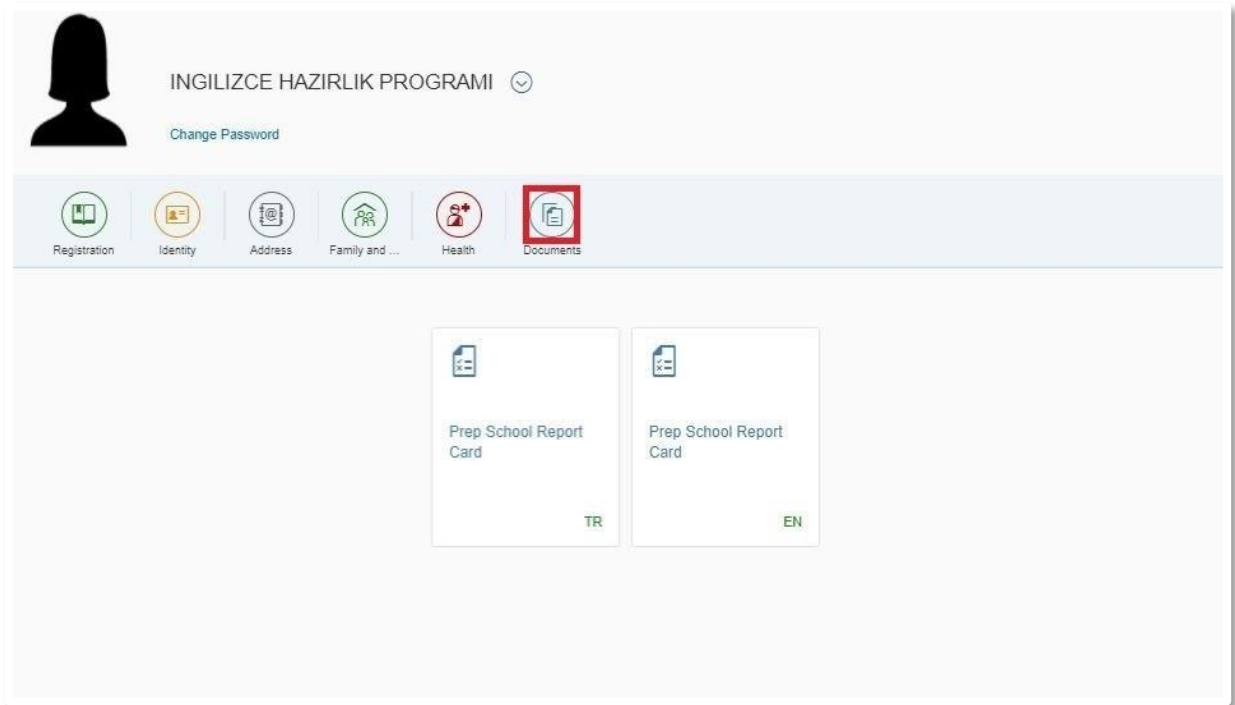 INGILIZCE HAZIRLIK PROGRAMI
Change Password
Registration
Identity
Address
Family and ...
Health
Documents
Prep School Report
Card
TR
Prep School Report
Card
EN